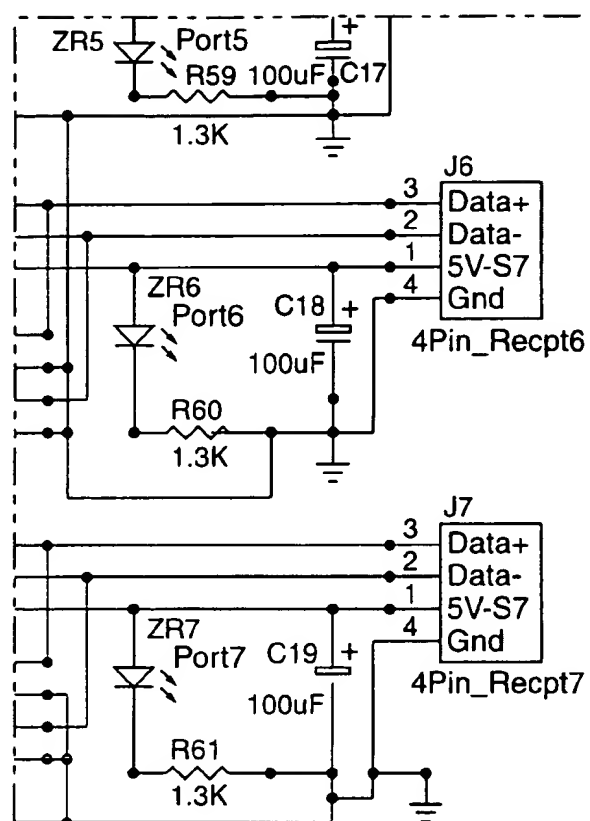 ZR5 Port5 +
R59 100uF C17
1.3K
J6
3 Data+
2 Data-
1 5V-S7
4 Gnd
4Pin_Recpt6
ZR6
Port6
C18 +
100uF
R60
1.3K
J7
3 Data+
2 Data-
1 5V-S7
4 Gnd
4Pin_Recpt7
ZR7
Port7
C19 +
100uF
R61
1.3K